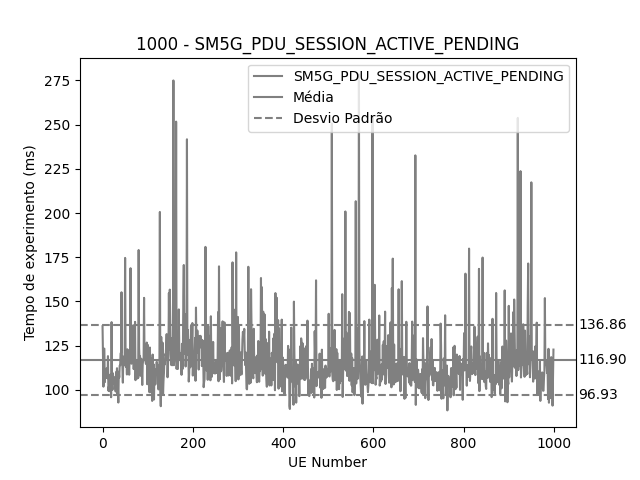 1000 - SM5G_PDU_SESSION_ACTIVE_PENDING
SM5G_PDU_SESSION_ACTIVE_PENDING
Média
Desvio Padrão
Tempo de experimento (ms)
275
250
225
200
175
150
125
100
136.86
116.90
96.93
0 200 400 600 800 1000
UE Number